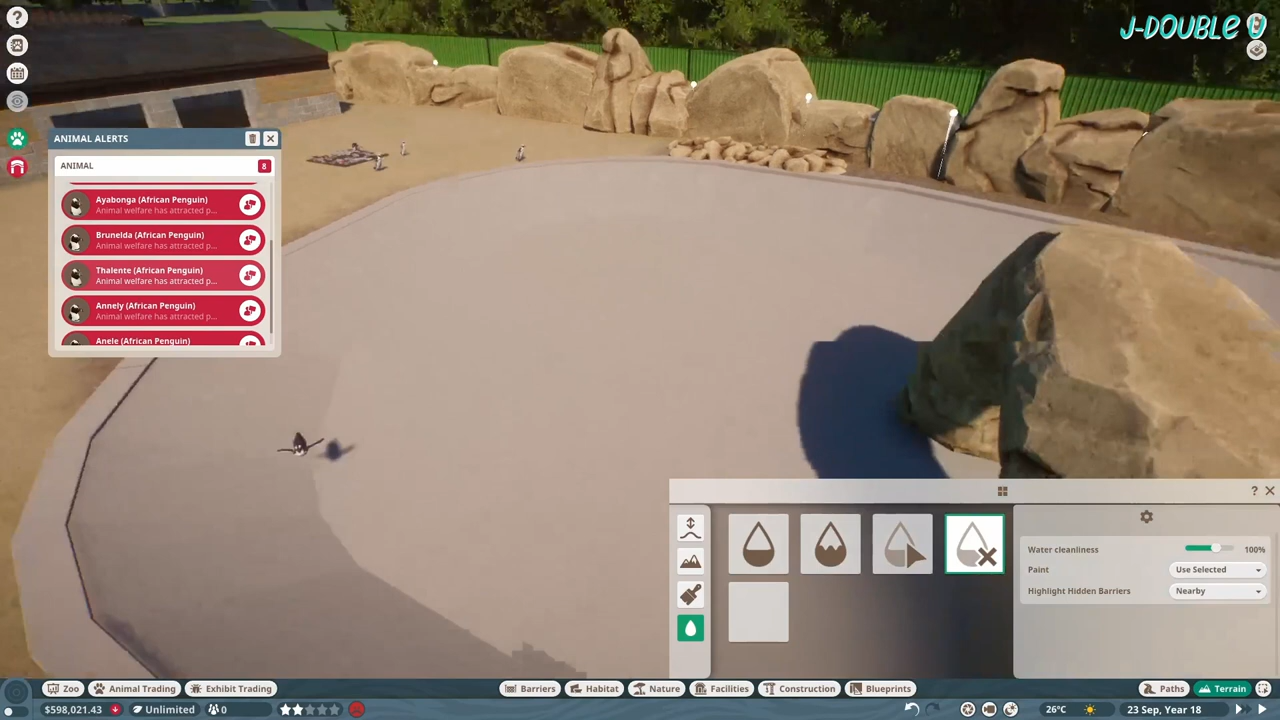 J-DOUBLE U
ANIMAL ALERTS
ANIMAL
8
Ayabonga (African Penguin)
Animal welfare has attracted p...
Brunelda (African Penguin)
Animal welfare has attracted p...
Thalente (African Penguin)
Animal welfare has attracted p...
Annely (African Penguin)
Animal welfare has attracted p...
Anele (African Penguin)
?
Water cleanliness
100%
Paint
Use Selected
Highlight Hidden Barriers
Nearby
Zoo
Animal Trading
Exhibit Trading
Barriers
Habitat
Nature
Facilities
Construction
Blueprints
Paths
Terrain
$598,021.43
Unlimited
0
26°C
23 Sep, Year 18